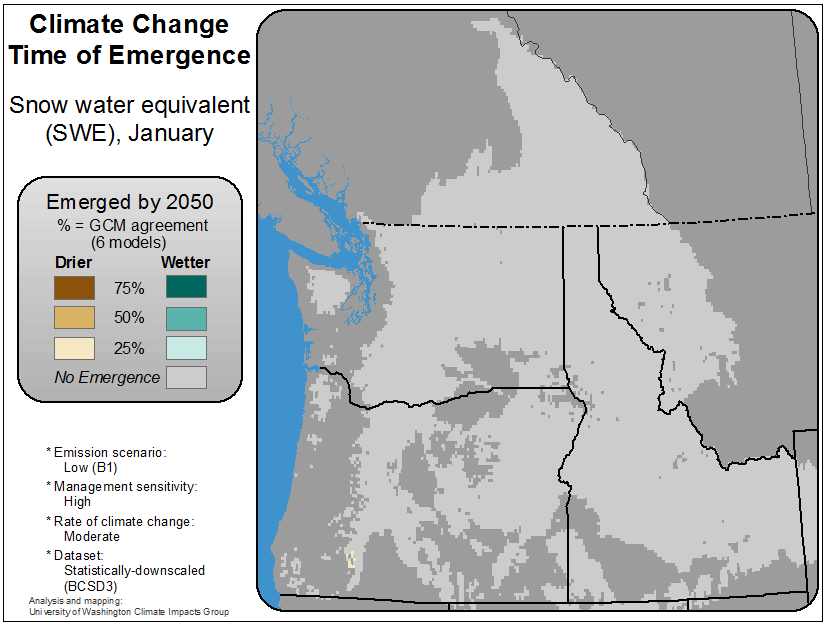 Climate Change
Time of Emergence
Snow water equivalent
(SWE), January
Emerged by 2050
% = GCM agreement
(6 models)
Drier Wetter
75%
50%
25%
No Emergence
* Emission scenario:
Low (B1)
* Management sensitivity:
High
* Rate of climate change:
Moderate
* Dataset:
Statistically-downscaled
(BCSD3)
Analysis and mapping:
University of Washington Climate Impacts Group